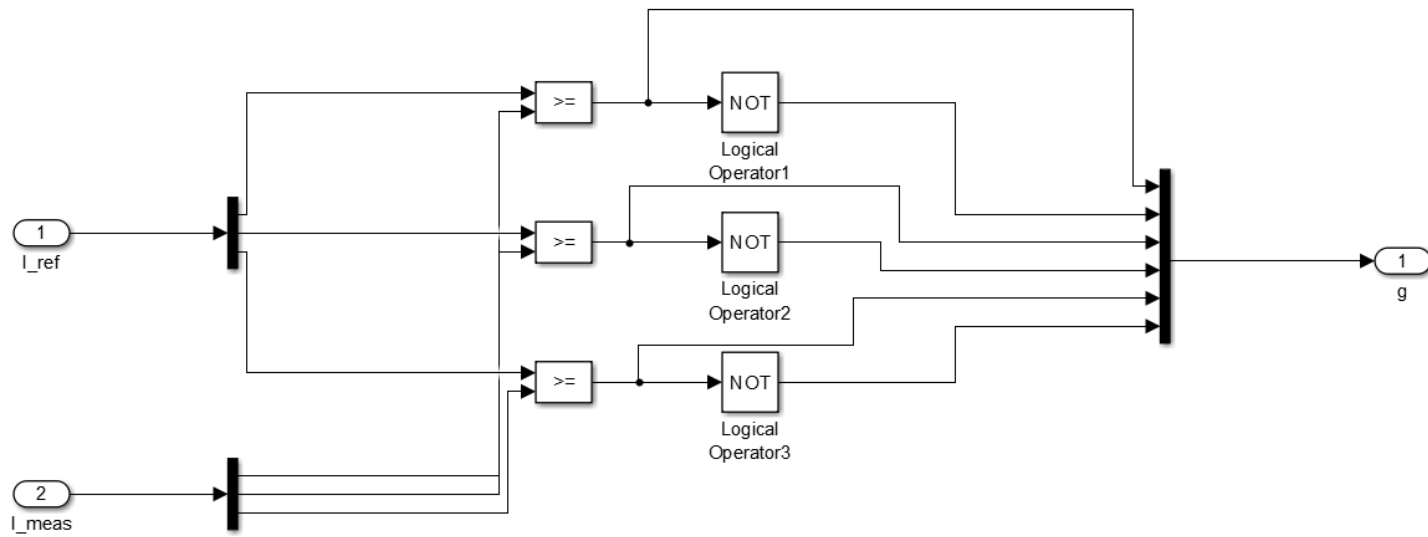 >=
NOT
Logical
Operator1
1
I_ref
>=
NOT
Logical
Operator2
1
g
>=
NOT
Logical
Operator3
2
I_meas